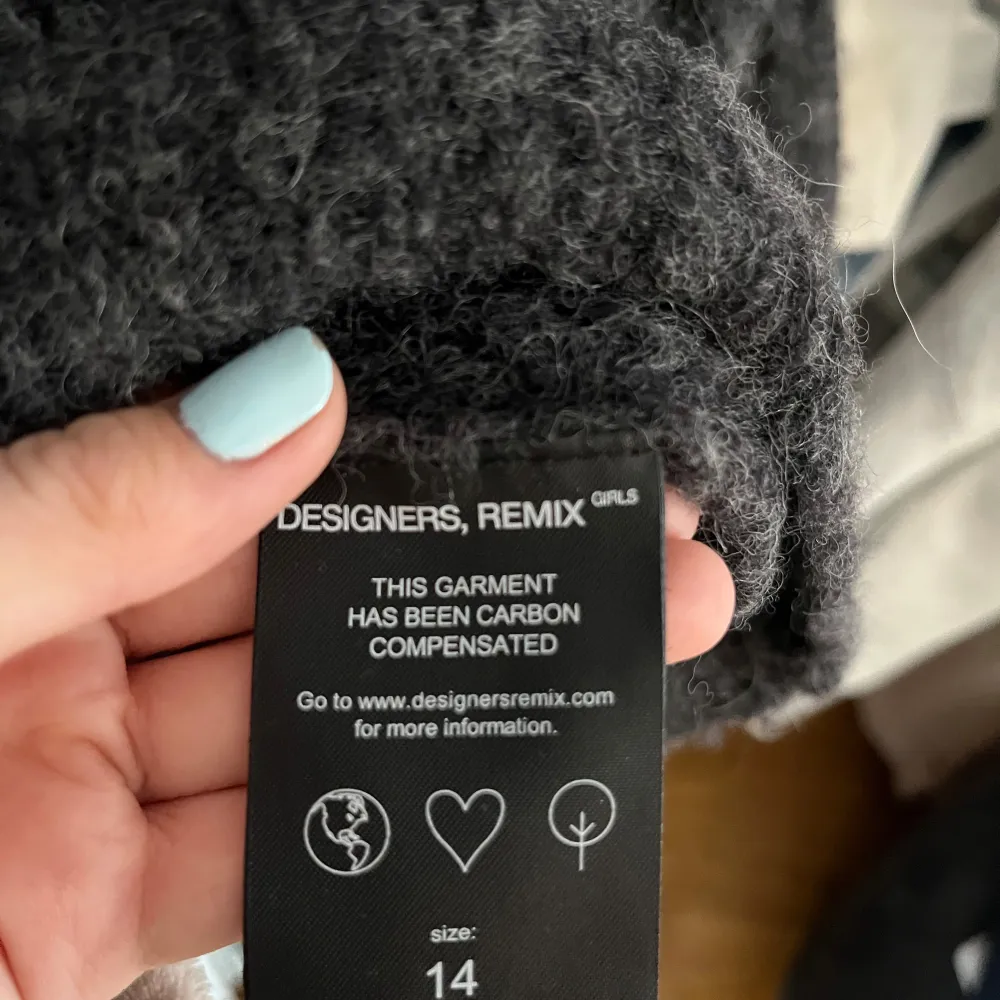 DESIGNERS, REMIX GIRLS
THIS GARMENT
HAS BEEN CARBON
COMPENSATED
Go to www.designersremix.com
for more information.
size:
14